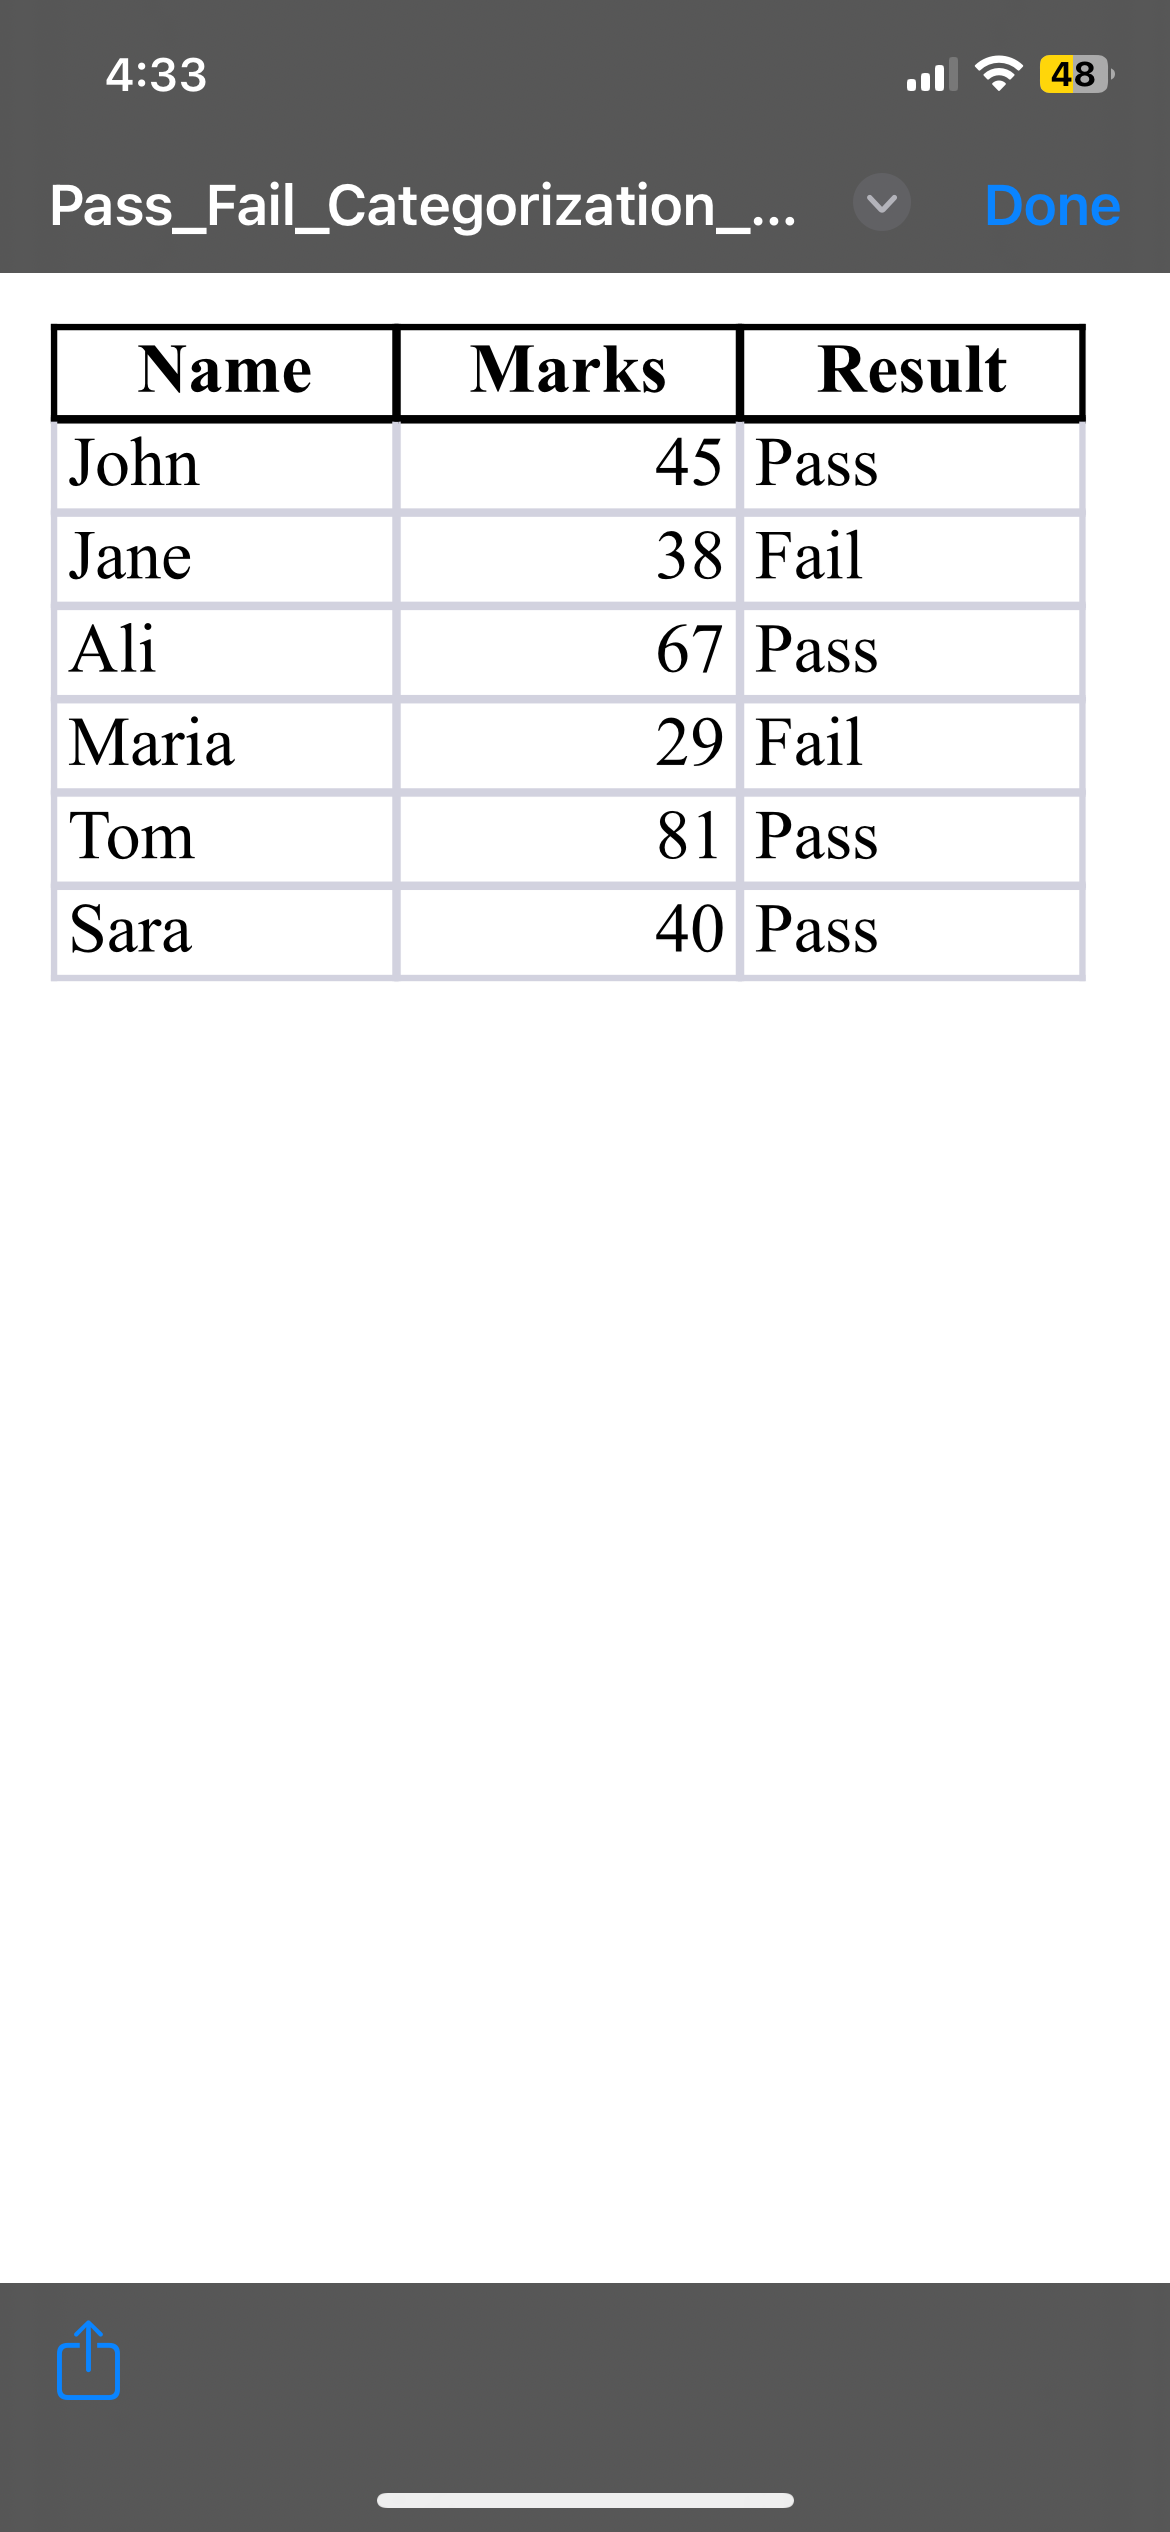 4:33
48
Pass_Fail_Categorization_...
Done
Name Marks Result
John 45 Pass
Jane 38 Fail
Ali 67 Pass
Maria 29 Fail
Tom 81 Pass
Sara 40 Pass